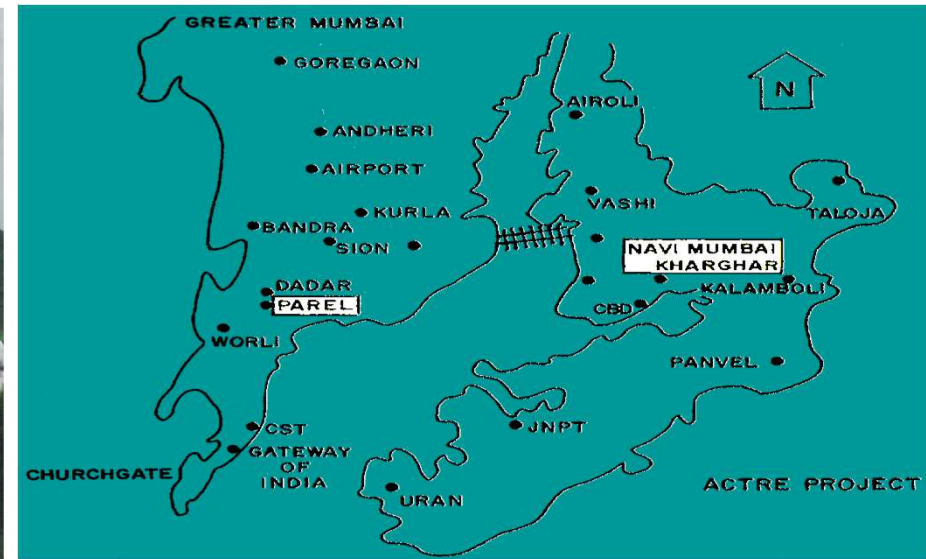 GREATER MUMBAI
GOREGAON
N
AIROLI
ANDHERI
AIRPORT
TALOJA
VASHI
KURLA
BANDRA
SION
NAVI MUMBAI
KHARGHAR
DADAR
KALAMBOLI
PAREL
CBD
WORLI
PANVEL
CST
JNPT
GATEWAY
OF
INDIA
CHURCHGATE
URAN
ACTRE PROJECT